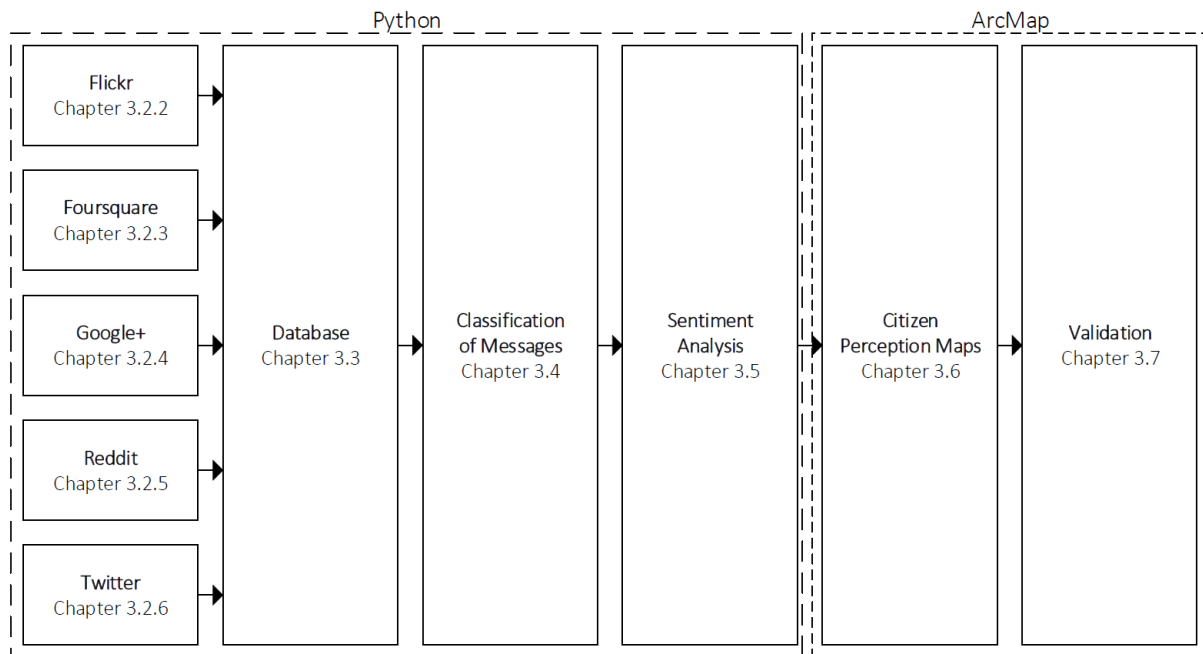 Python
ArcMap
Flickr
Chapter 3.2.2
Foursquare
Chapter 3.2.3
Google+
Chapter 3.2.4
Reddit
Chapter 3.2.5
Twitter
Chapter 3.2.6
Database
Chapter 3.3
Classification
of Messages
Chapter 3.4
Sentiment
Analysis
Chapter 3.5
Citizen
Perception Maps
Chapter 3.6
Validation
Chapter 3.7